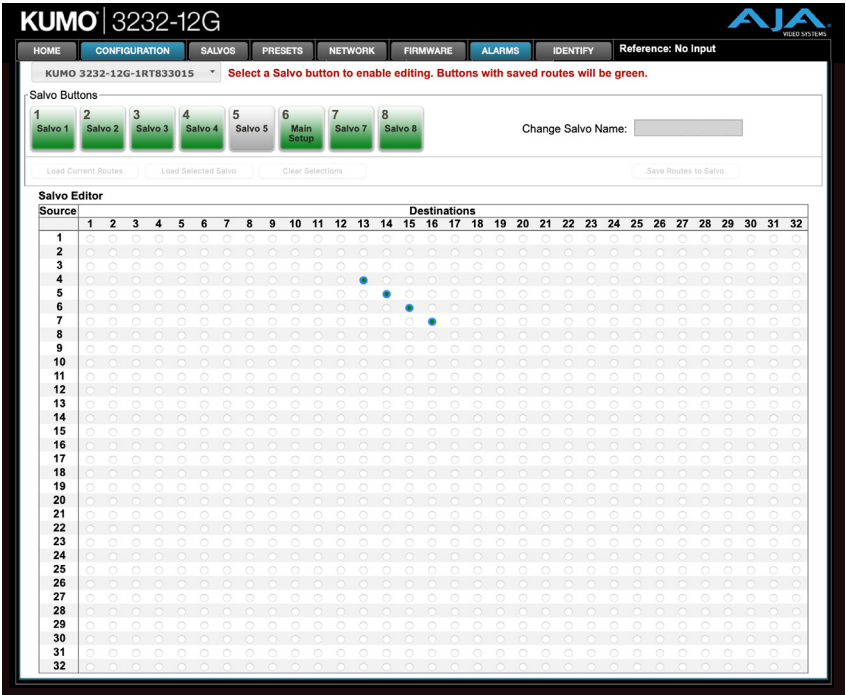 KUMO® 3232-12G
AJA
VIDEO SYSTEMS
HOME CONFIGURATION SALVOS PRESETS NETWORK FIRMWARE ALARMS IDENTIFY Reference: No Input
KUMO 3232-12G-1RT833015 Select a Salvo button to enable editing. Buttons with saved routes will be green.
Salvo Buttons
1 2 3 4 5 6 7 8
Salvo 1 Salvo 2 Salvo 3 Salvo 4 Salvo 5 Main Setup Salvo 7 Salvo 8
Change Salvo Name:
Load Current Routes Load Selected Salvo Clear Selections Save Routes to Salvo
Salvo Editor
Source Destinations
1 2 3 4 5 6 7 8 9 10 11 12 13 14 15 16 17 18 19 20 21 22 23 24 25 26 27 28 29 30 31 32
1
2
3
4
5
6
7
8
9
10
11
12
13
14
15
16
17
18
19
20
21
22
23
24
25
26
27
28
29
30
31
32